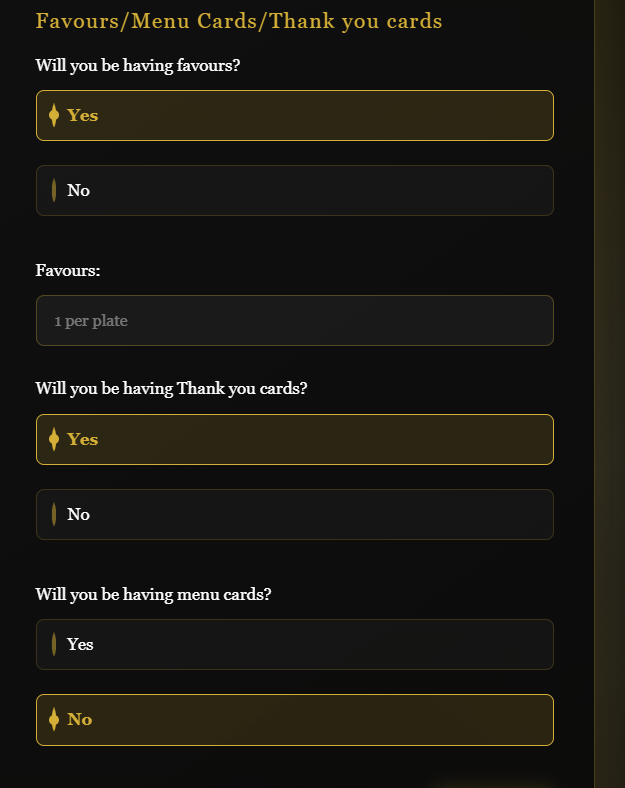 Favours/Menu Cards/Thank you cards
Will you be having favours?
Yes
No
Favours:
1 per plate
Will you be having Thank you cards?
Yes
No
Will you be having menu cards?
Yes
No